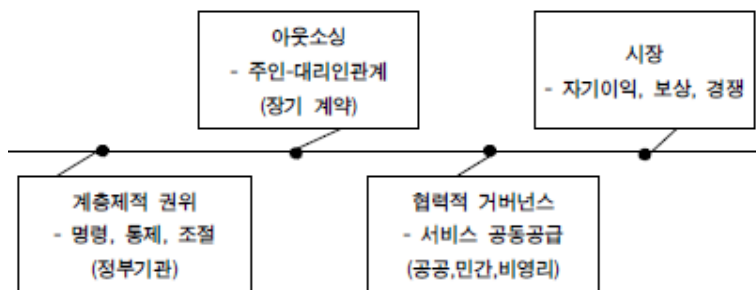 아웃소싱
- 주인-대리인관계
(장기 계약)
시장
- 자기이익, 보상, 경쟁
계층제적 권위
- 명령, 통제, 조절
(정부기관)
협력적 거버넌스
- 서비스 공동공급
(공공,민간,비영리)